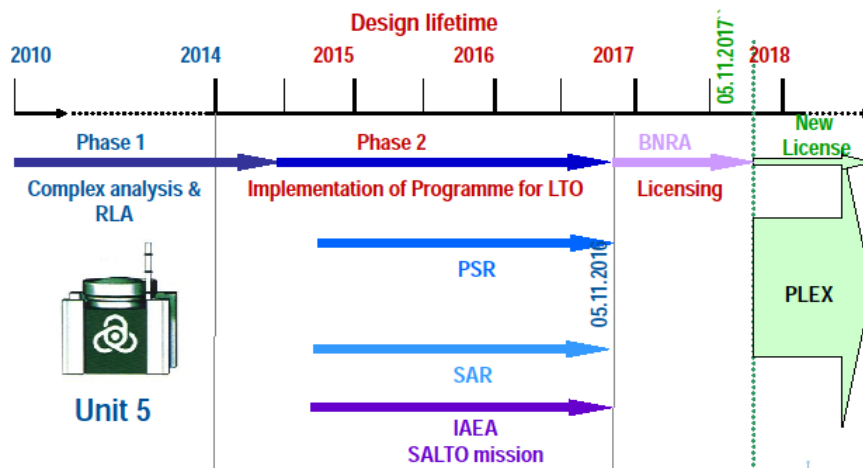 Design lifetime
2010 2014 2015 2016 2017 05.11.2017 2018
Phase 1 Phase 2 BNRA New
License
Complex analysis &
RLA
Implementation of Programme for LTO Licensing
PSR
05.11.2016
PLEX
SAR
Unit 5
IAEA
SALTO mission